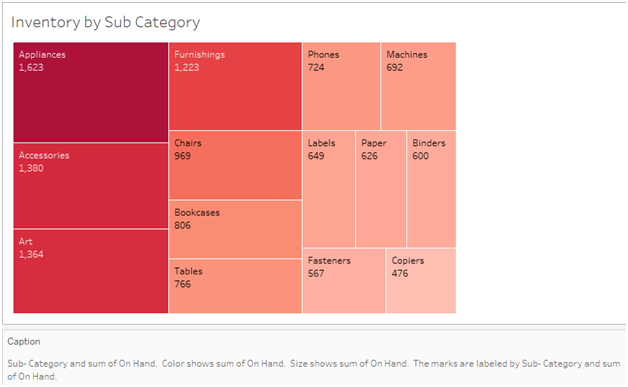 Inventory by Sub Category
Appliances
1,623
Accessories
1,380
Art
1,364
Furnishings
1,223
Chairs
969
Bookcases
806
Tables
766
Phones
724
Machines
692
Labels
649
Paper
626
Binders
600
Fasteners
567
Copiers
476
Caption
Sub- Category and sum of On Hand.  Color shows sum of On Hand.  Size shows sum of On Hand.  The marks are labeled by Sub- Category and sum
of On Hand.